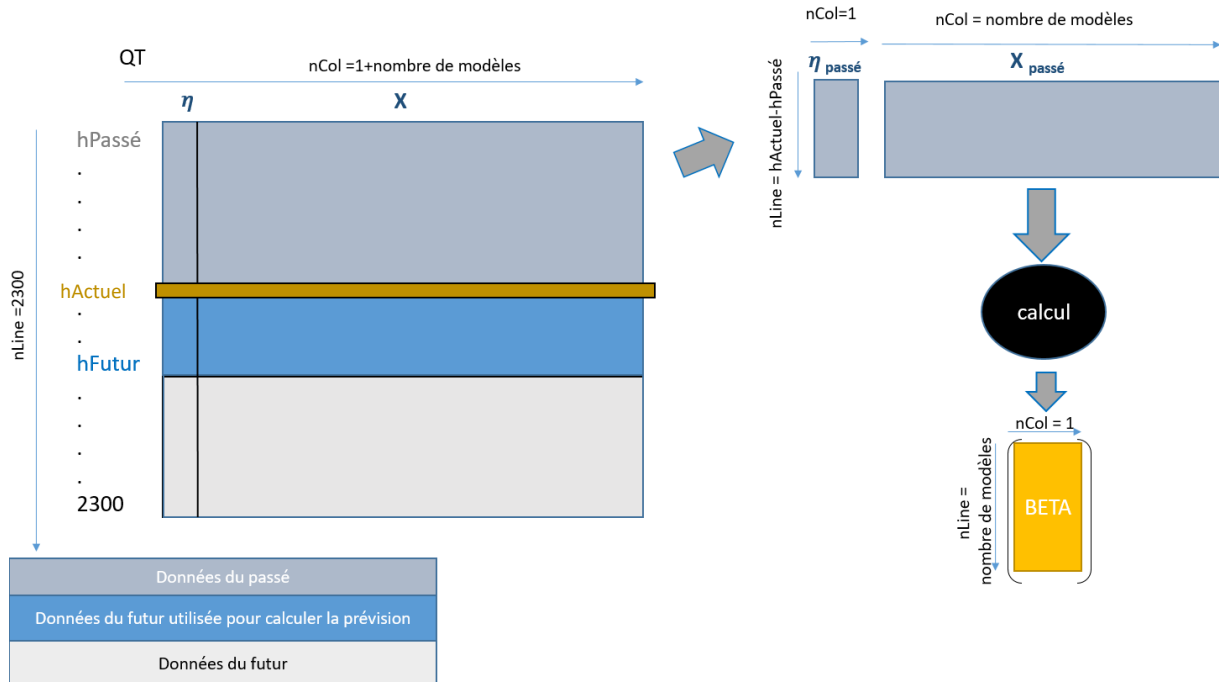 QT
nCol =1+nombre de modèles
η
X
hPassé
.
.
.
.
hActuel
.
.
hFutur
.
.
.
.
2300
nLine =2300
Données du passé
Données du futur utilisée pour calculer la prévision
Données du futur
nCol=1
nCol = nombre de modèles
η passé
X passé
nLine = hActuel-hPassé
calcul
nCol = 1
nLine =
nombre de modèles
BETA